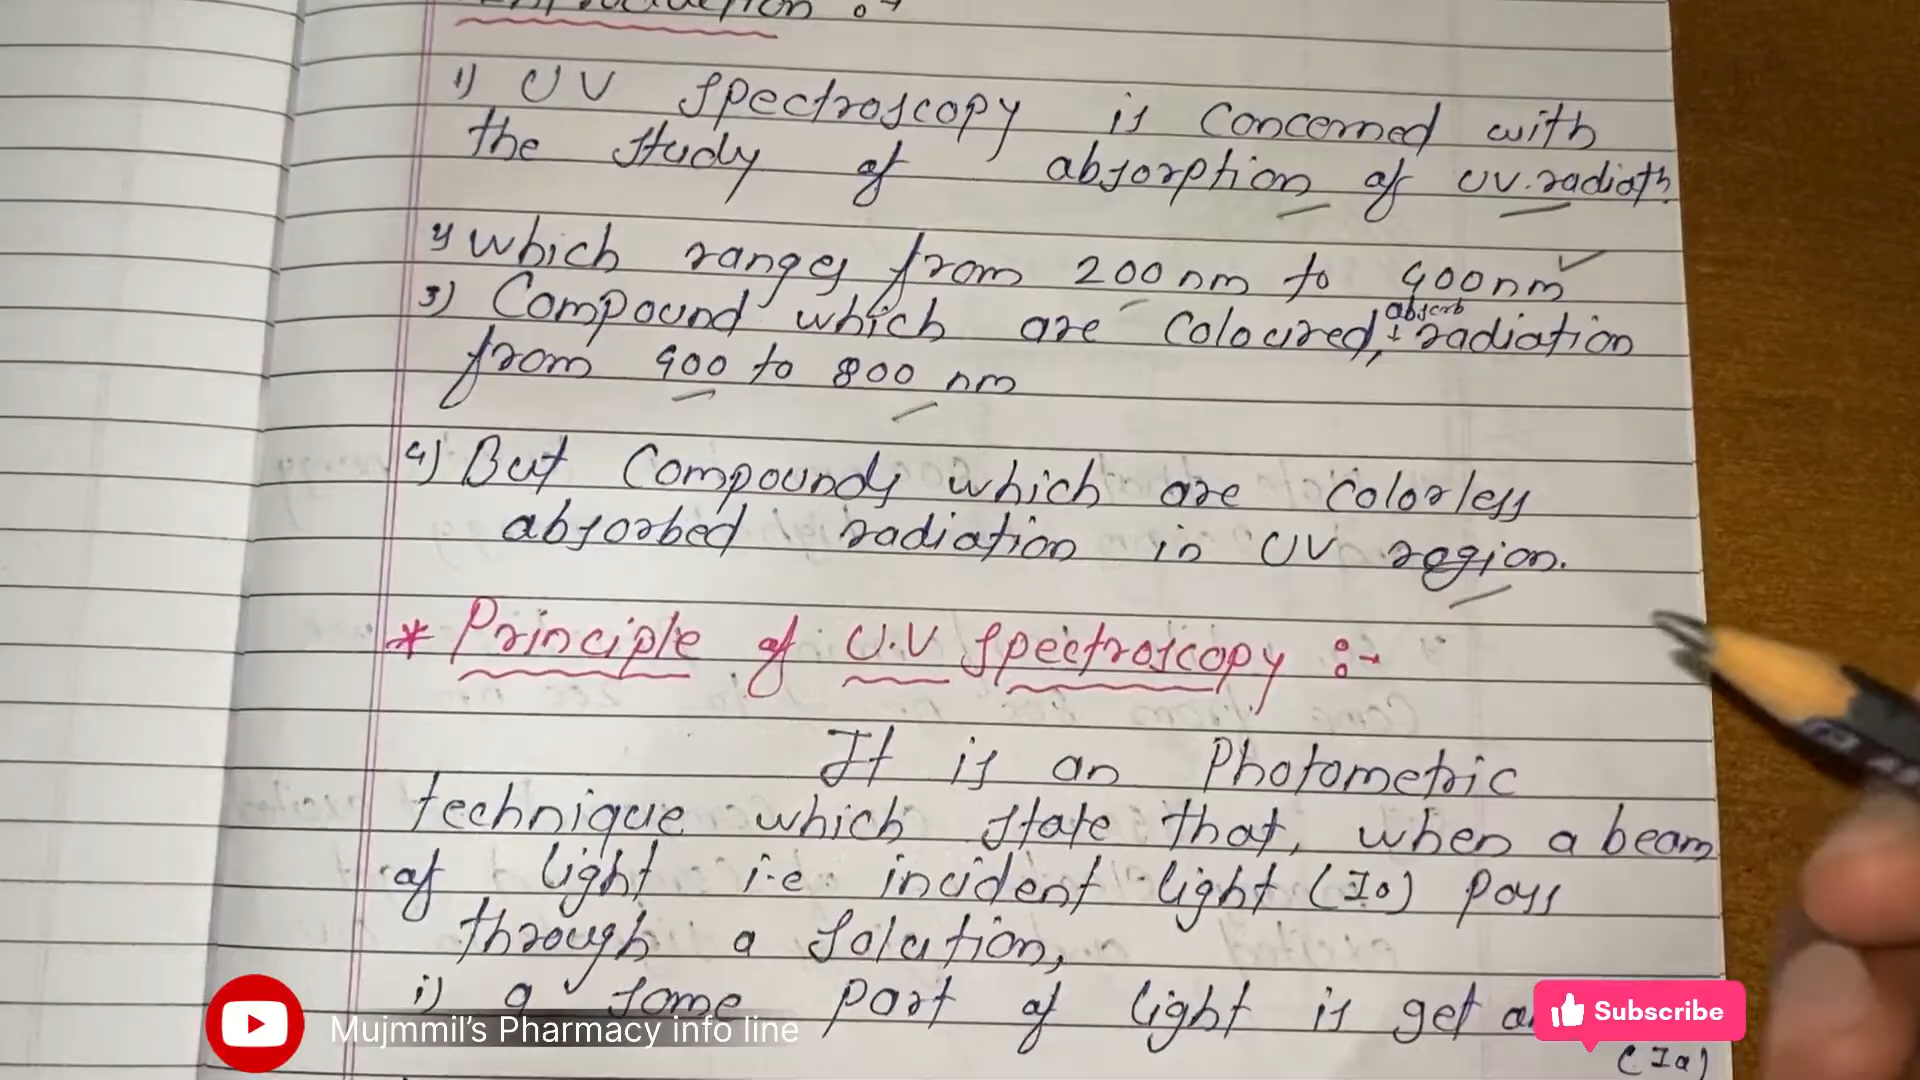 1) UV Spectroscopy is Concerned with
the study of absorption of UV.radiatn.
2) which ranges from 200 nm to 400nm
3) Compound which are Coloured, absorb radiation
from 400 to 800 nm
4) But Compounds which are Colorless
absorbed radiation in UV region.
* Principle of U.V Spectroscopy :-
It is an Photometric
technique which state that, when a beam
of light i.e incident light (I0) pass
through a solution,
i) a some part of light is get
(Ia)
Mujmmil's Pharmacy info line
Subscribe